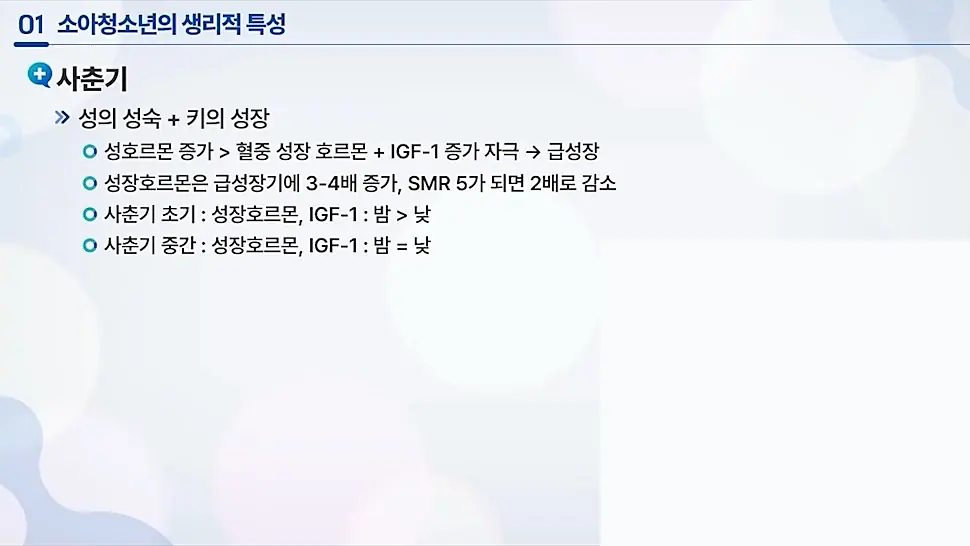 01 소아청소년의 생리적 특성
사춘기
성의 성숙 + 키의 성장
성호르몬 증가 > 혈중 성장 호르몬 + IGF-1 증가 자극 → 급성장
성장호르몬은 급성장기에 3-4배 증가, SMR 5가 되면 2배로 감소
사춘기 초기 : 성장호르몬, IGF-1 : 밤 > 낮
사춘기 중간 : 성장호르몬, IGF-1 : 밤 = 낮